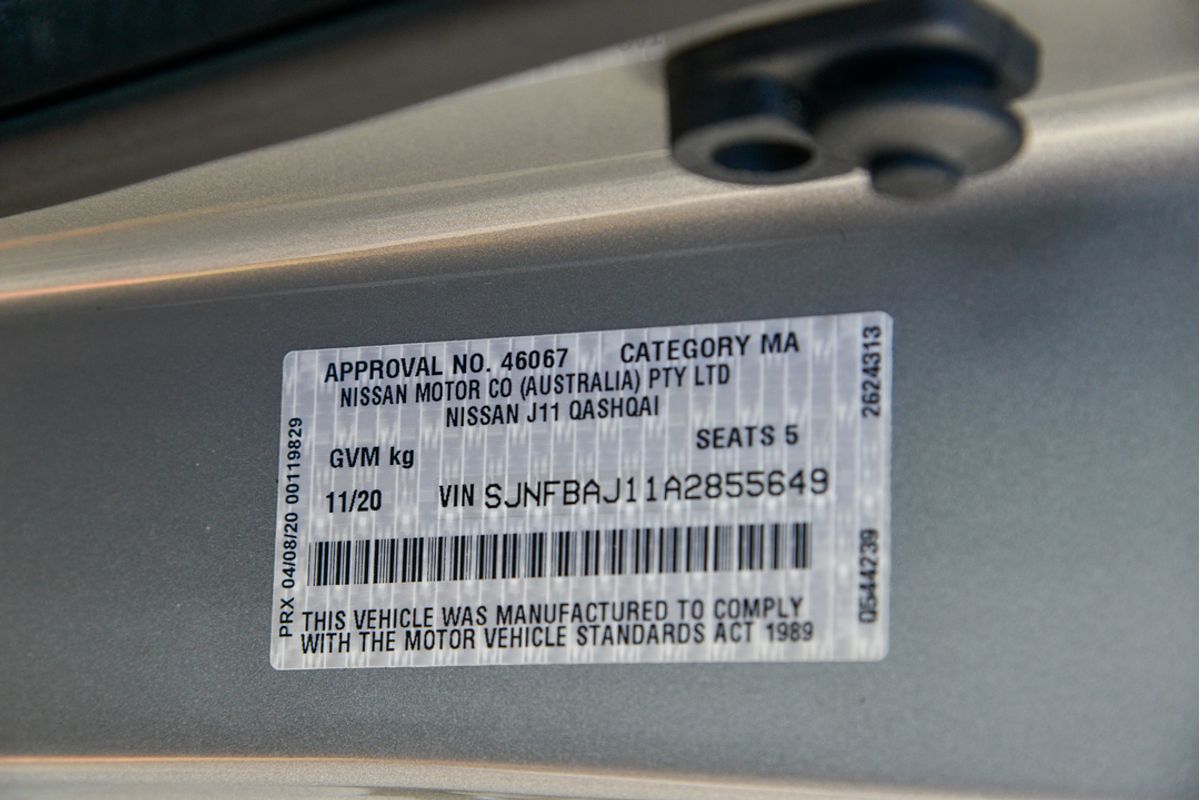 APPROVAL NO. 46067 CATEGORY MA
NISSAN MOTOR CO (AUSTRALIA) PTY LTD
NISSAN J11 QASHQAI
GVM kg SEATS 5
11/20 VIN SJNFBAJ11A2855649
THIS VEHICLE WAS MANUFACTURED TO COMPLY
WITH THE MOTOR VEHICLE STANDARDS ACT 1989
PRX 04/08/20 00119829
2624313
Q544239